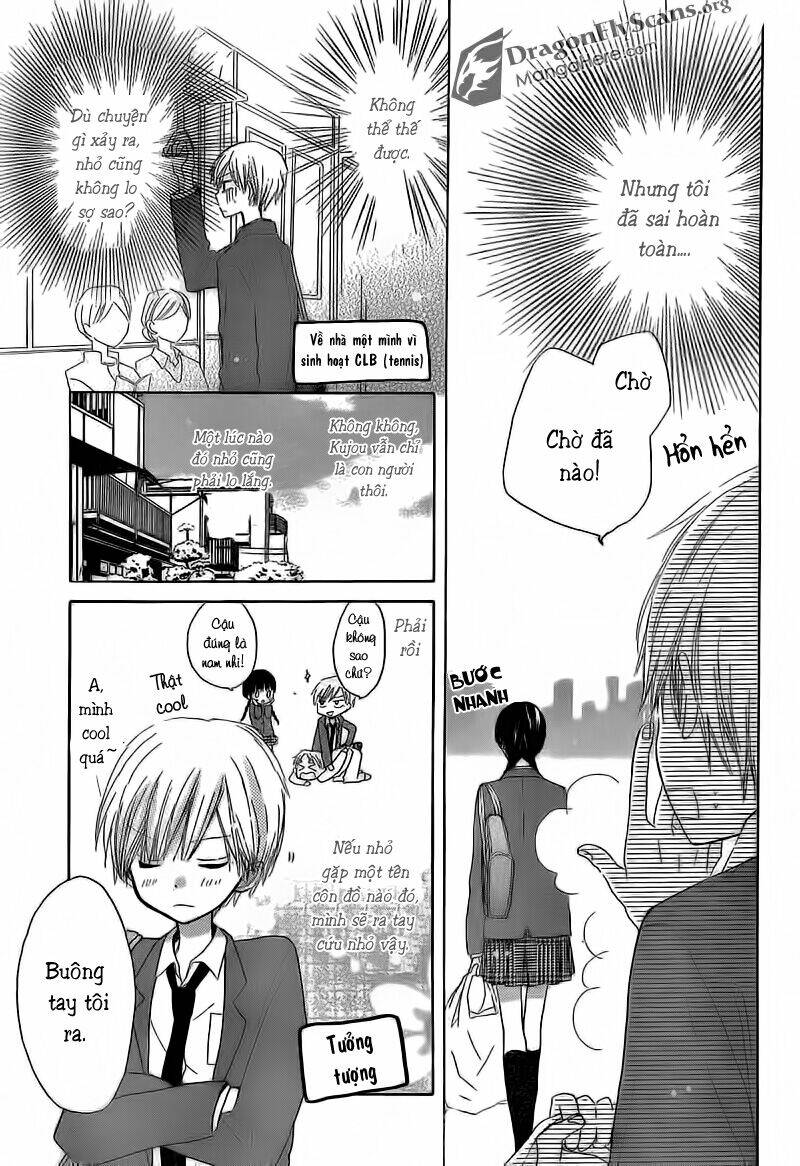 DragonFlyScans.org
MangaHere.com
Nhưng tôi
đã sai hoàn
toàn....
Chờ
Chờ đã
nào!
Hổn hển
BƯỚC
NHANH
Không
thể thế
được.
Dù chuyện
gì xảy ra,
nhỏ cũng
không lo
sợ sao?
Về nhà một mình vì
sinh hoạt CLB (tennis)
Không không,
Kujou vẫn chỉ
là con người
thôi.
Một lúc nào
đó nhỏ cũng
phải lo lắng.
Phải
rồi
Cậu
không
sao
chứ?
Cậu
đúng là
nam nhi!
Thật
cool
A,
mình
cool
quá~
Nếu nhỏ
gặp một tên
côn đồ nào đó,
mình sẽ ra tay
cứu nhỏ vậy.
Tưởng
tượng
Buông
tay tôi
ra.